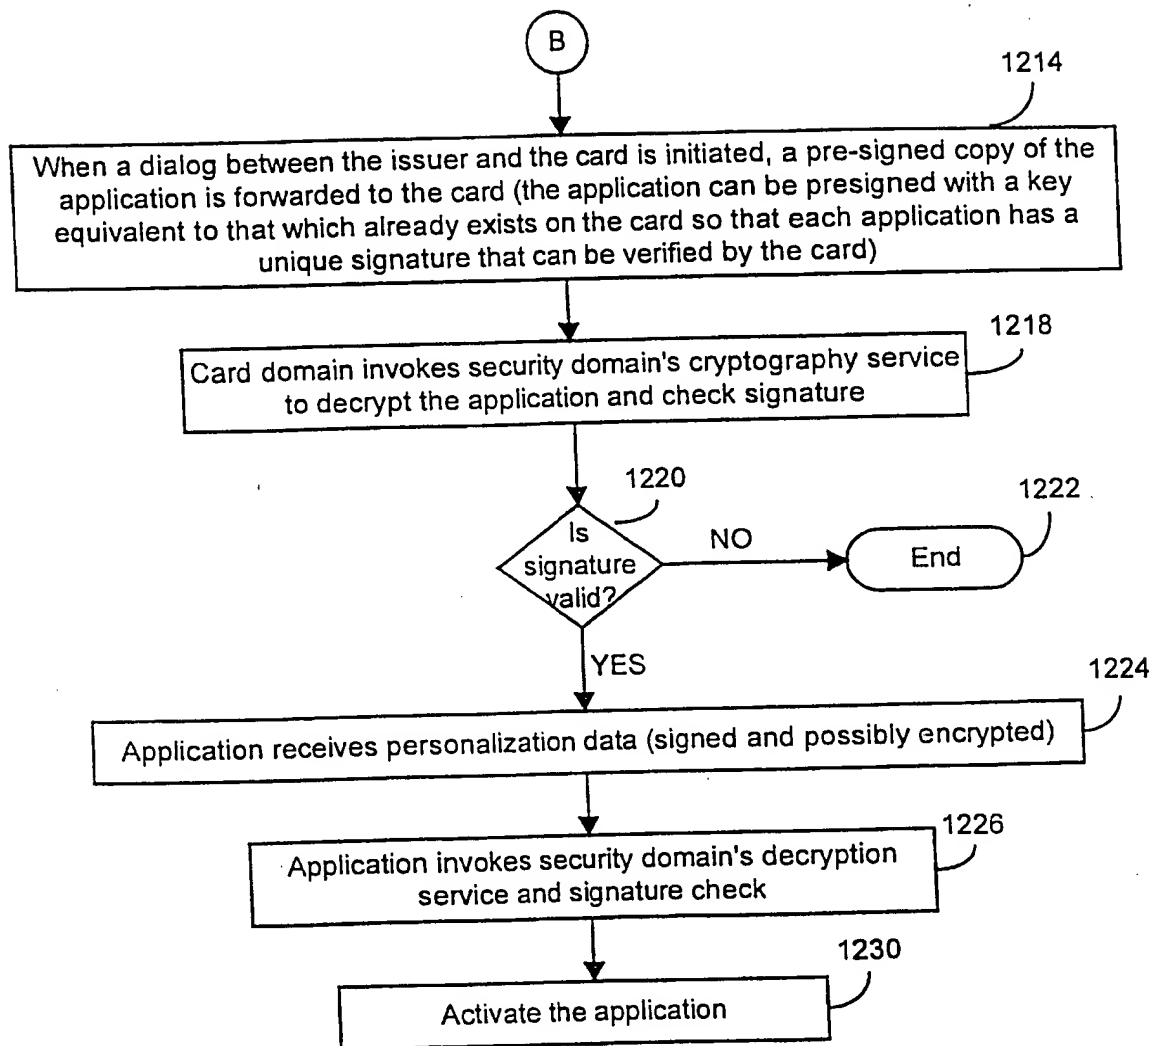 B
1214
When a dialog between the issuer and the card is initiated, a pre-signed copy of the
application is forwarded to the card (the application can be presigned with a key
equivalent to that which already exists on the card so that each application has a
unique signature that can be verified by the card)
1218
Card domain invokes security domain's cryptography service
to decrypt the application and check signature
1220
Is
signature
valid?
NO
1222
End
YES
1224
Application receives personalization data (signed and possibly encrypted)
1226
Application invokes security domain's decryption
service and signature check
1230
Activate the application